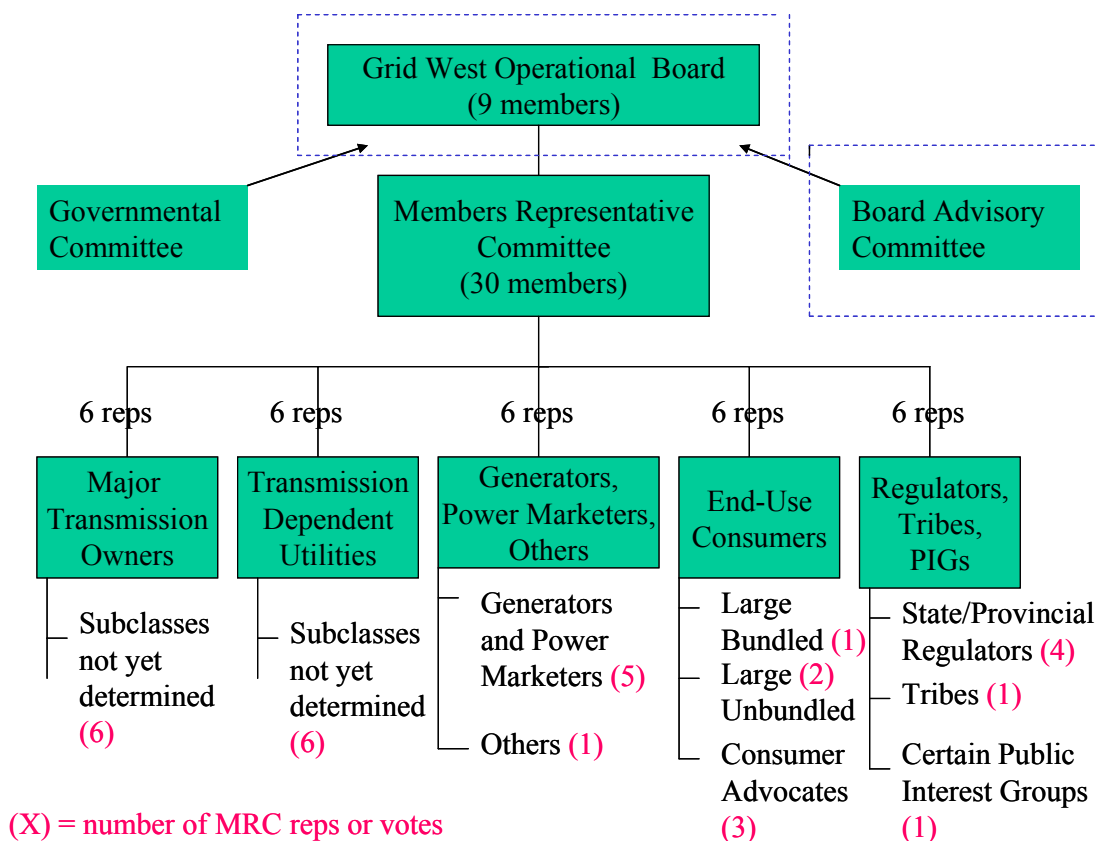 Grid West Operational Board
(9 members)
Governmental
Committee
Members Representative
Committee
(30 members)
Board Advisory
Committee
6 reps
6 reps
6 reps
6 reps
6 reps
Major
Transmission
Owners
Transmission
Dependent
Utilities
Generators,
Power Marketers,
Others
End-Use
Consumers
Regulators,
Tribes,
PIGs
Subclasses
not yet
determined
(6)
Subclasses
not yet
determined
(6)
Generators
and Power
Marketers (5)
Others (1)
Large
Bundled (1)
Large (2)
Unbundled
Consumer
Advocates
(3)
State/Provincial
Regulators (4)
Tribes (1)
Certain Public
Interest Groups
(1)
(X) = number of MRC reps or votes